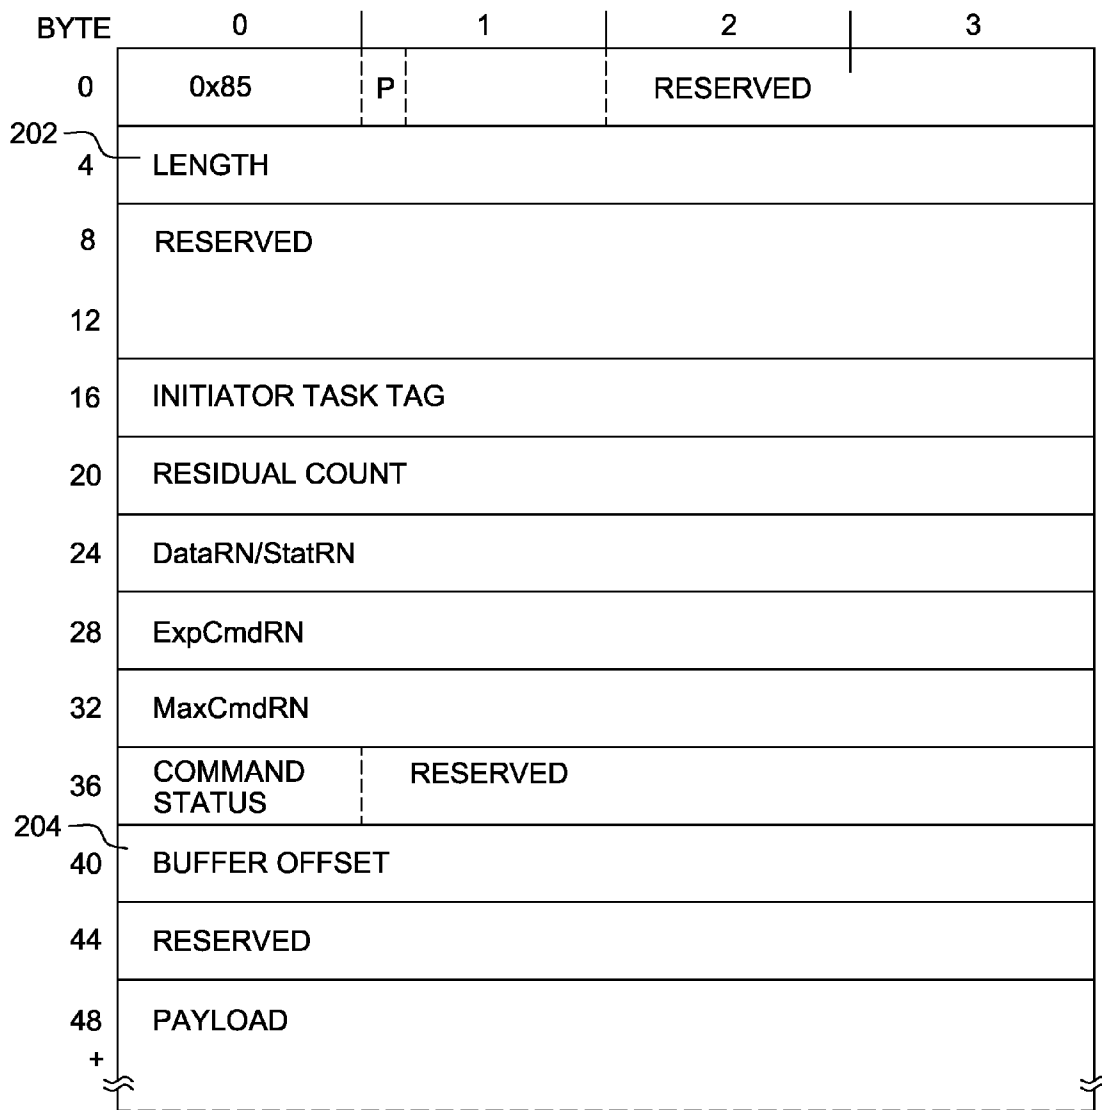 BYTE 0 1 2 3
0 0x85 P RESERVED
202
4 LENGTH
8 RESERVED
12
16 INITIATOR TASK TAG
20 RESIDUAL COUNT
24 DataRN/StatRN
28 ExpCmdRN
32 MaxCmdRN
36 COMMAND STATUS RESERVED
204
40 BUFFER OFFSET
44 RESERVED
48 PAYLOAD
+